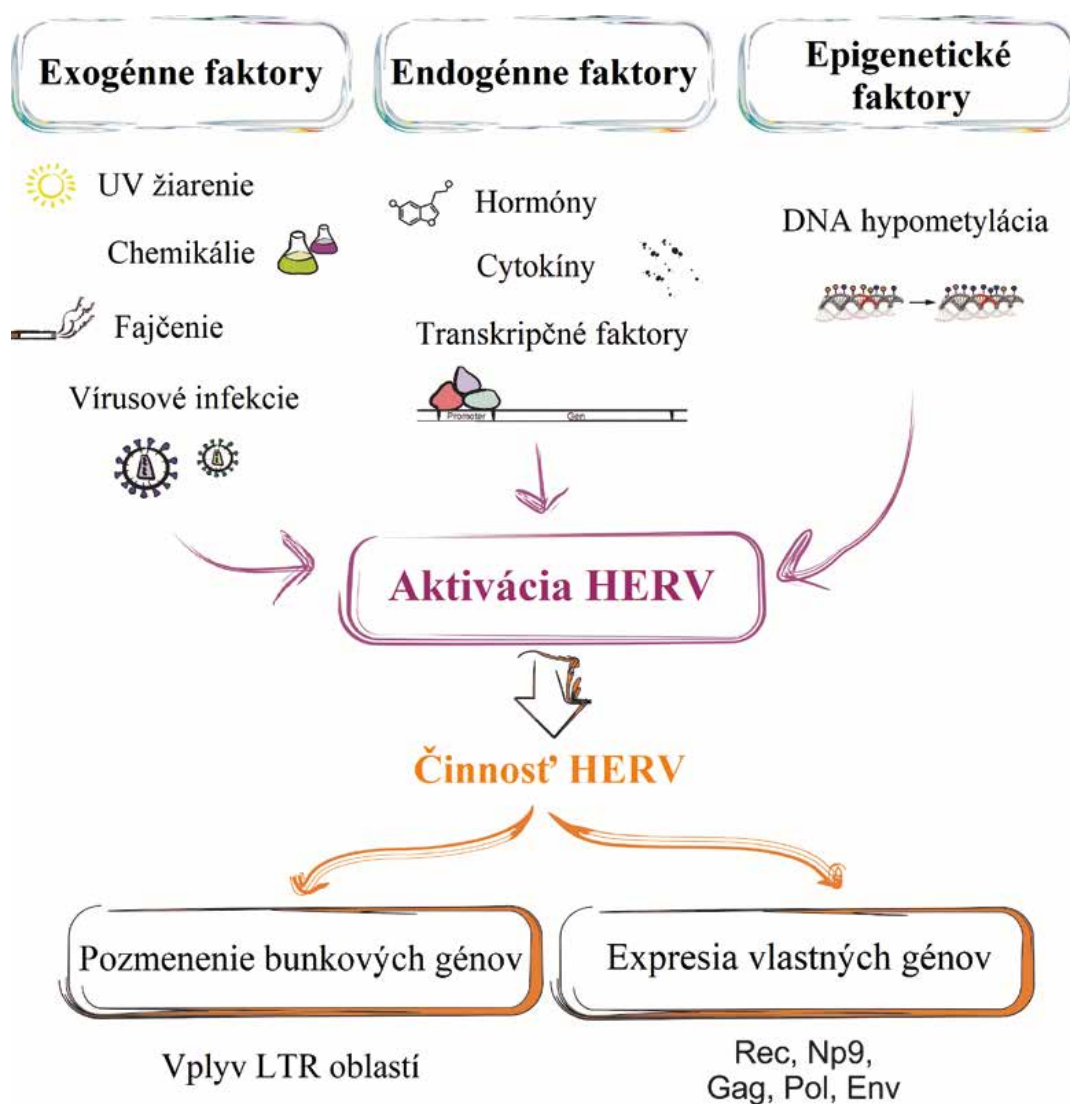 Exogénne faktory
Endogénne faktory
Epigenetické
faktory
UV žiarenie
Chemikálie
Fajčenie
Vírusové infekcie
Hormóny
Cytokíny
Transkripčné faktory
Promoter
Gen
DNA hypometylácia
Aktivácia HERV
Činnosť HERV
Pozmenenie bunkových génov
Expresia vlastných génov
Vplyv LTR oblastí
Rec, Np9,
Gag, Pol, Env